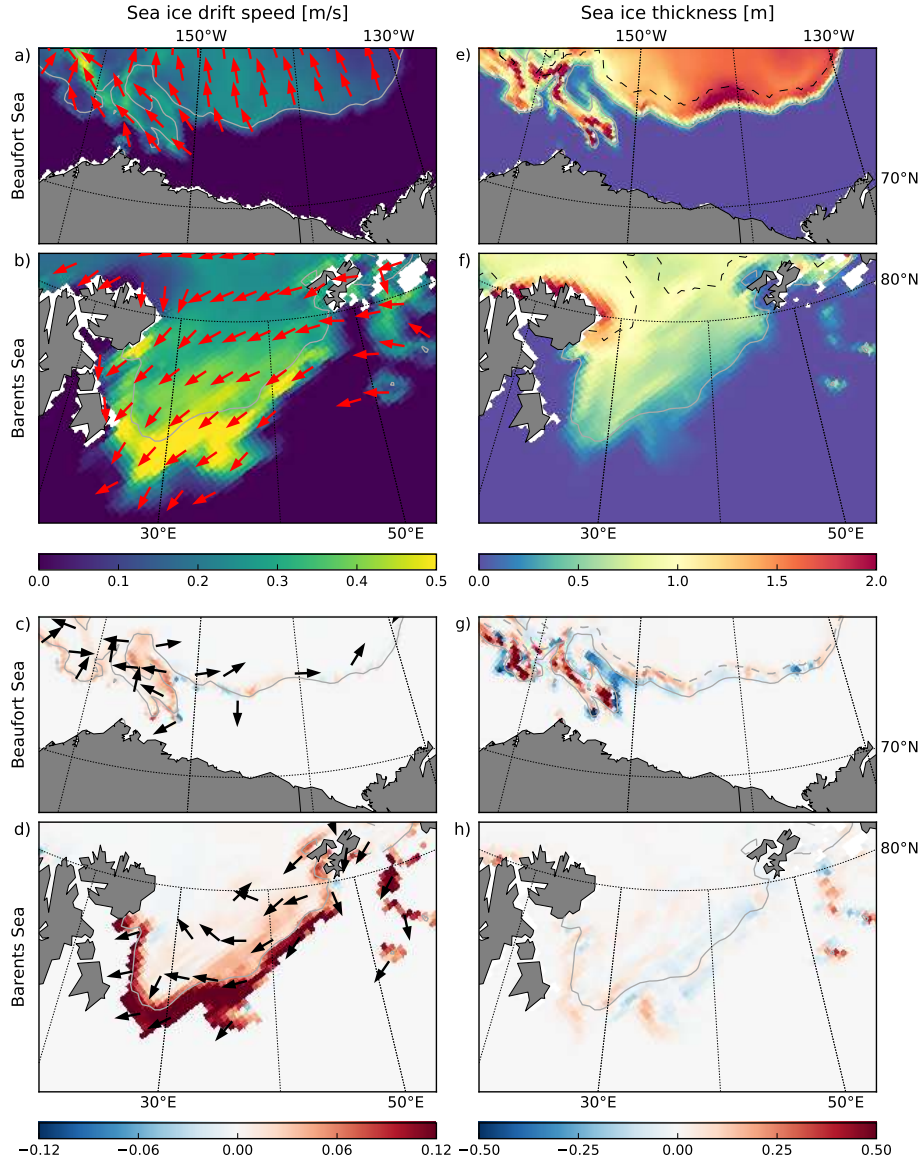 Sea ice drift speed [m/s]
Sea ice thickness [m]
150°W
130°W
150°W
130°W
a)
e)
Beaufort Sea
70°N
b)
f)
Barents Sea
80°N
30°E
50°E
30°E
50°E
0.0 0.1 0.2 0.3 0.4 0.5
0.0 0.5 1.0 1.5 2.0
c)
g)
Beaufort Sea
70°N
d)
h)
Barents Sea
80°N
30°E
50°E
30°E
50°E
−0.12 −0.06 0.00 0.06 0.12
−0.50 −0.25 0.00 0.25 0.50